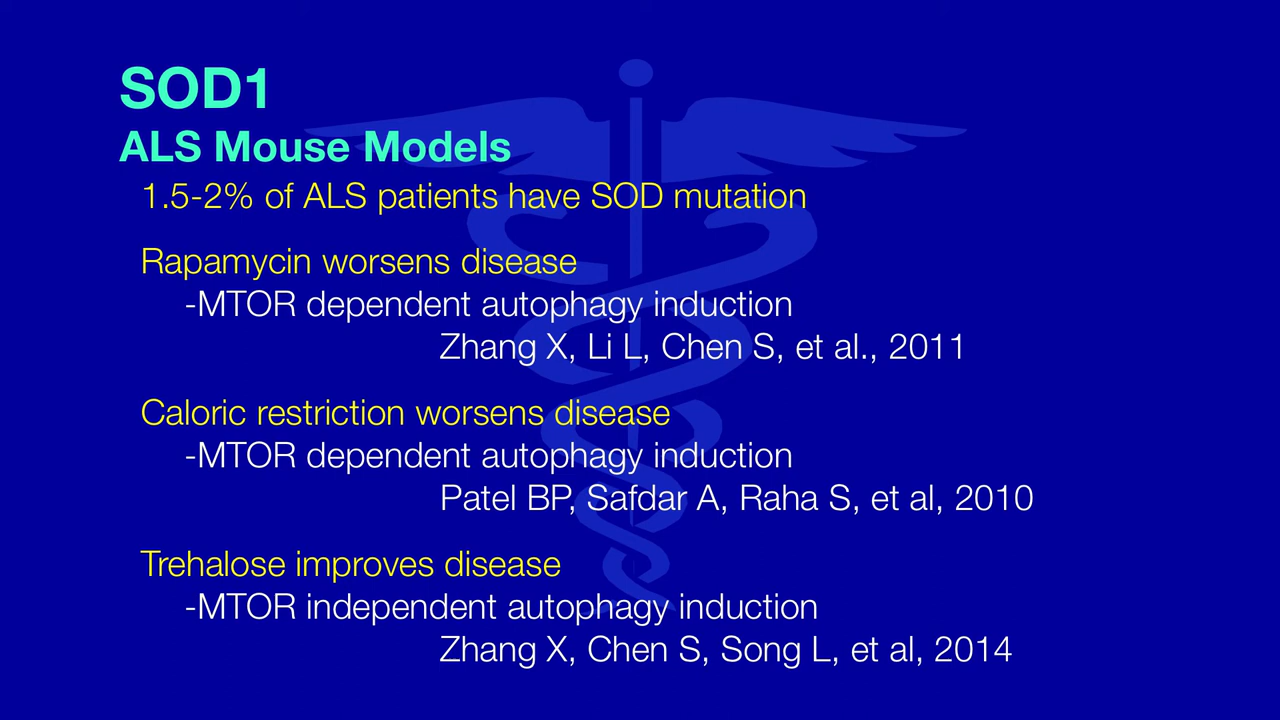 SOD1
ALS Mouse Models
1.5-2% of ALS patients have SOD mutation
Rapamycin worsens disease
-MTOR dependent autophagy induction
Zhang X, Li L, Chen S, et al., 2011
Caloric restriction worsens disease
-MTOR dependent autophagy induction
Patel BP, Safdar A, Raha S, et al, 2010
Trehalose improves disease
-MTOR independent autophagy induction
Zhang X, Chen S, Song L, et al, 2014